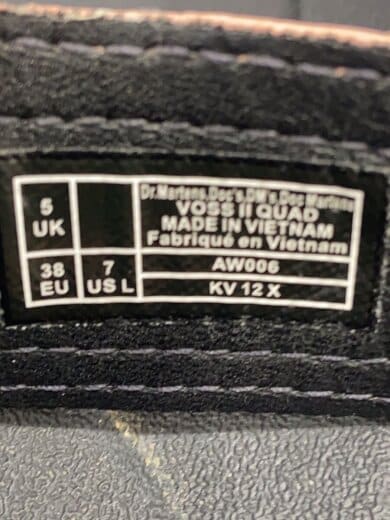 5
UK
38
EU
7
US L
Dr.Martens.Doc's.DM's.Doc Martens
VOSS II QUAD
MADE IN VIETNAM
Fabriqué en Vietnam
AW006
KV 12 X